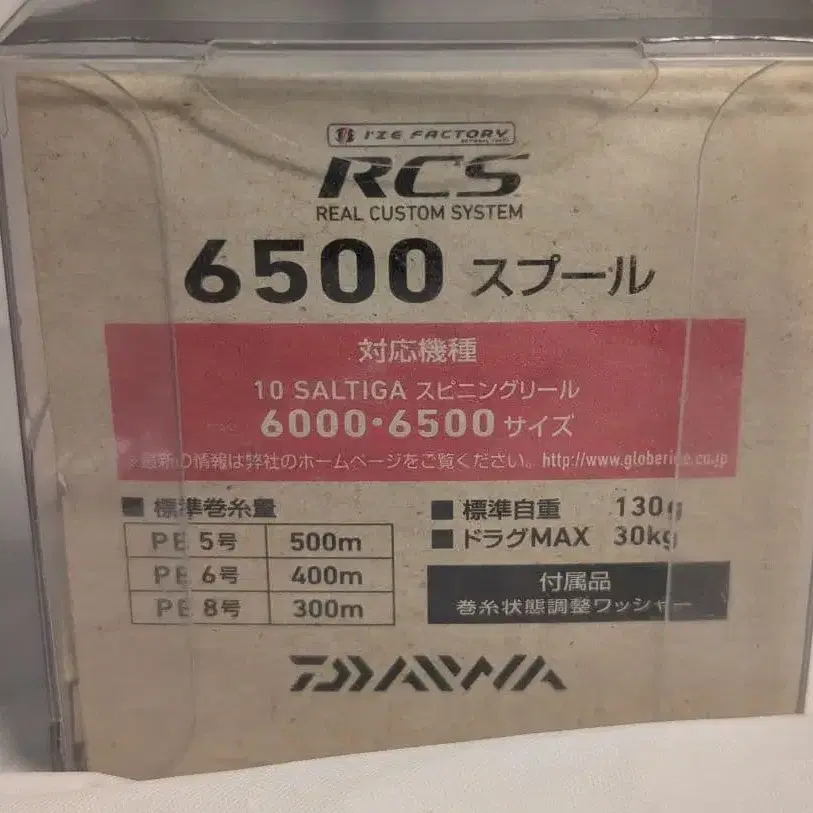 I'ZE FACTORY
RCS
REAL CUSTOM SYSTEM
6500 スプール
対応機種
10 SALTIGA スピニングリール
6000・6500 サイズ
最新の情報は弊社のホームページをご覧ください。http://www.globeride.co.jp
■ 標準巻糸量
PE 5号 500m
PE 6号 400m
PE 8号 300m
■ 標準自重 130g
■ ドラグMAX 30kg
付属品
巻糸状態調整ワッシャー
DAIWA